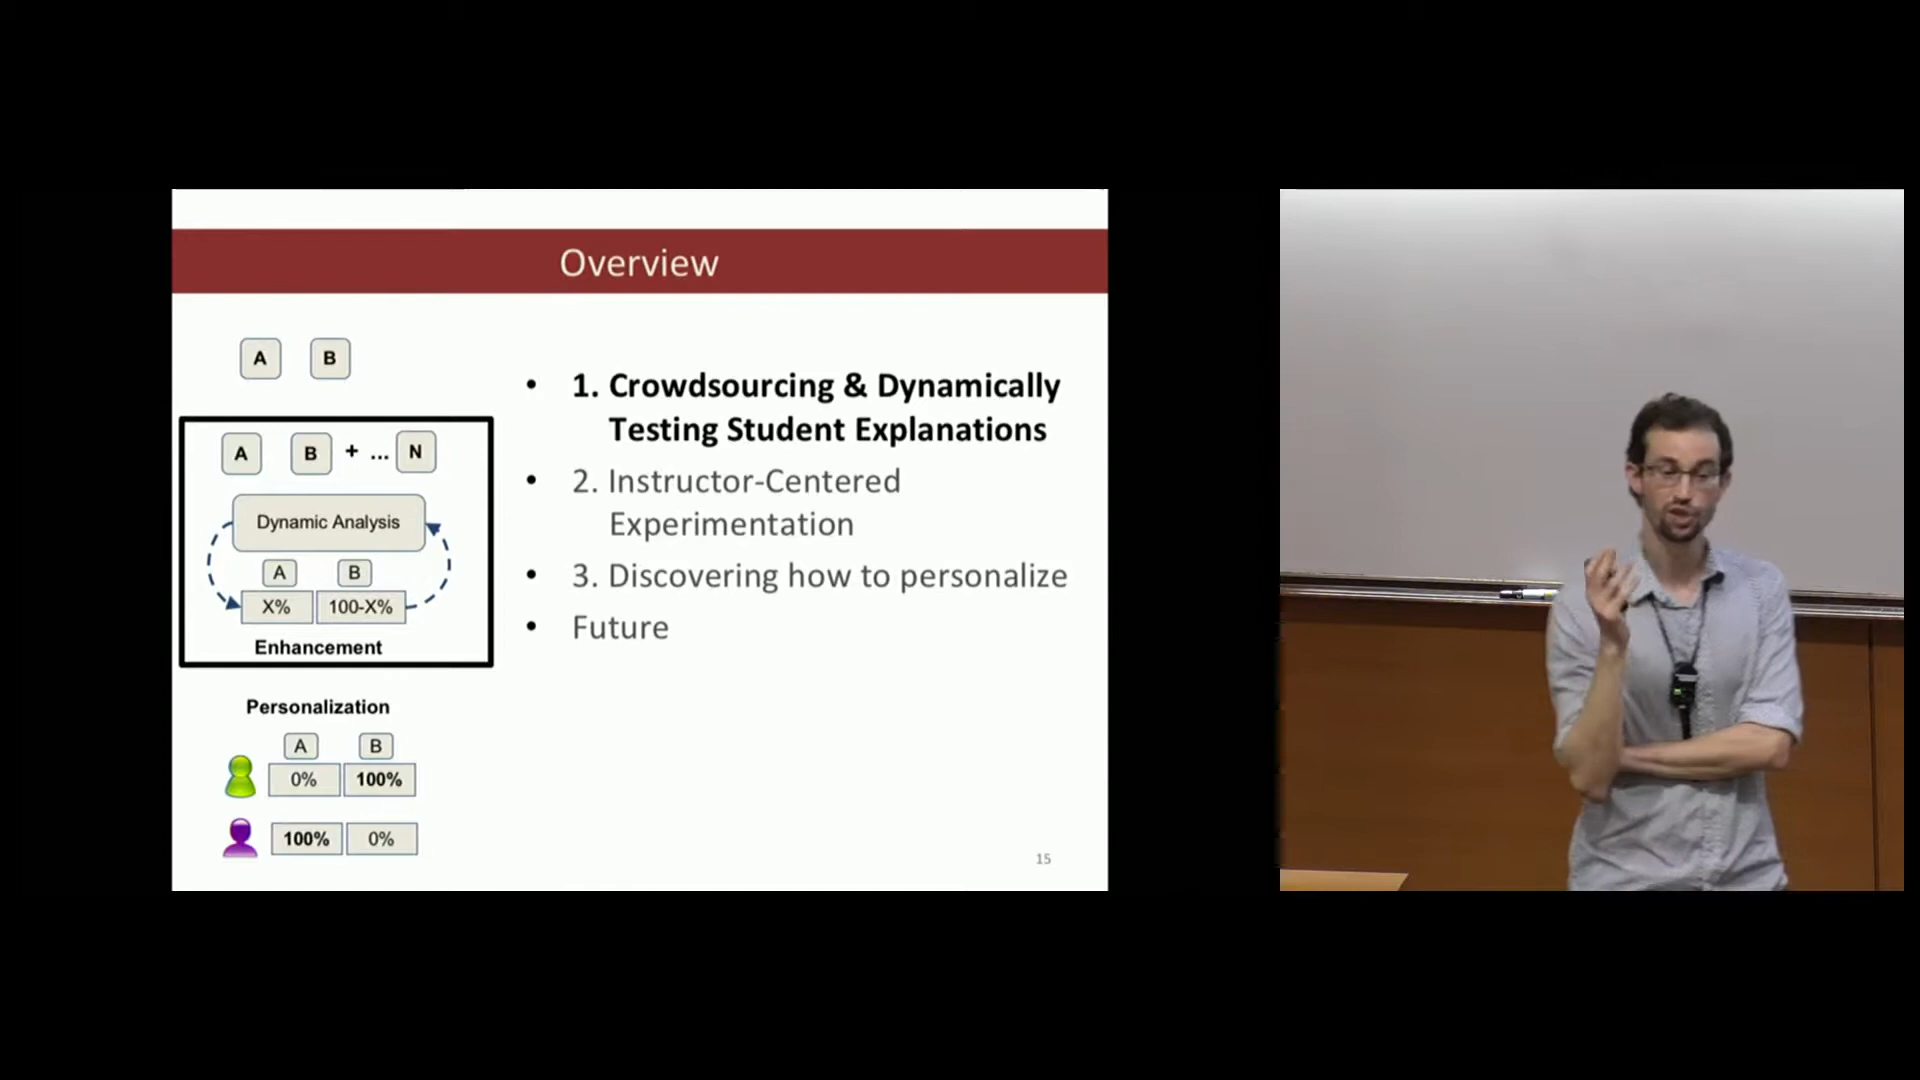 Overview
A B
A B + ... N
Dynamic Analysis
A B
X% 100-X%
Enhancement
Personalization
A B
0% 100%
100% 0%
• 1. Crowdsourcing & Dynamically
Testing Student Explanations
• 2. Instructor-Centered
Experimentation
• 3. Discovering how to personalize
• Future
15